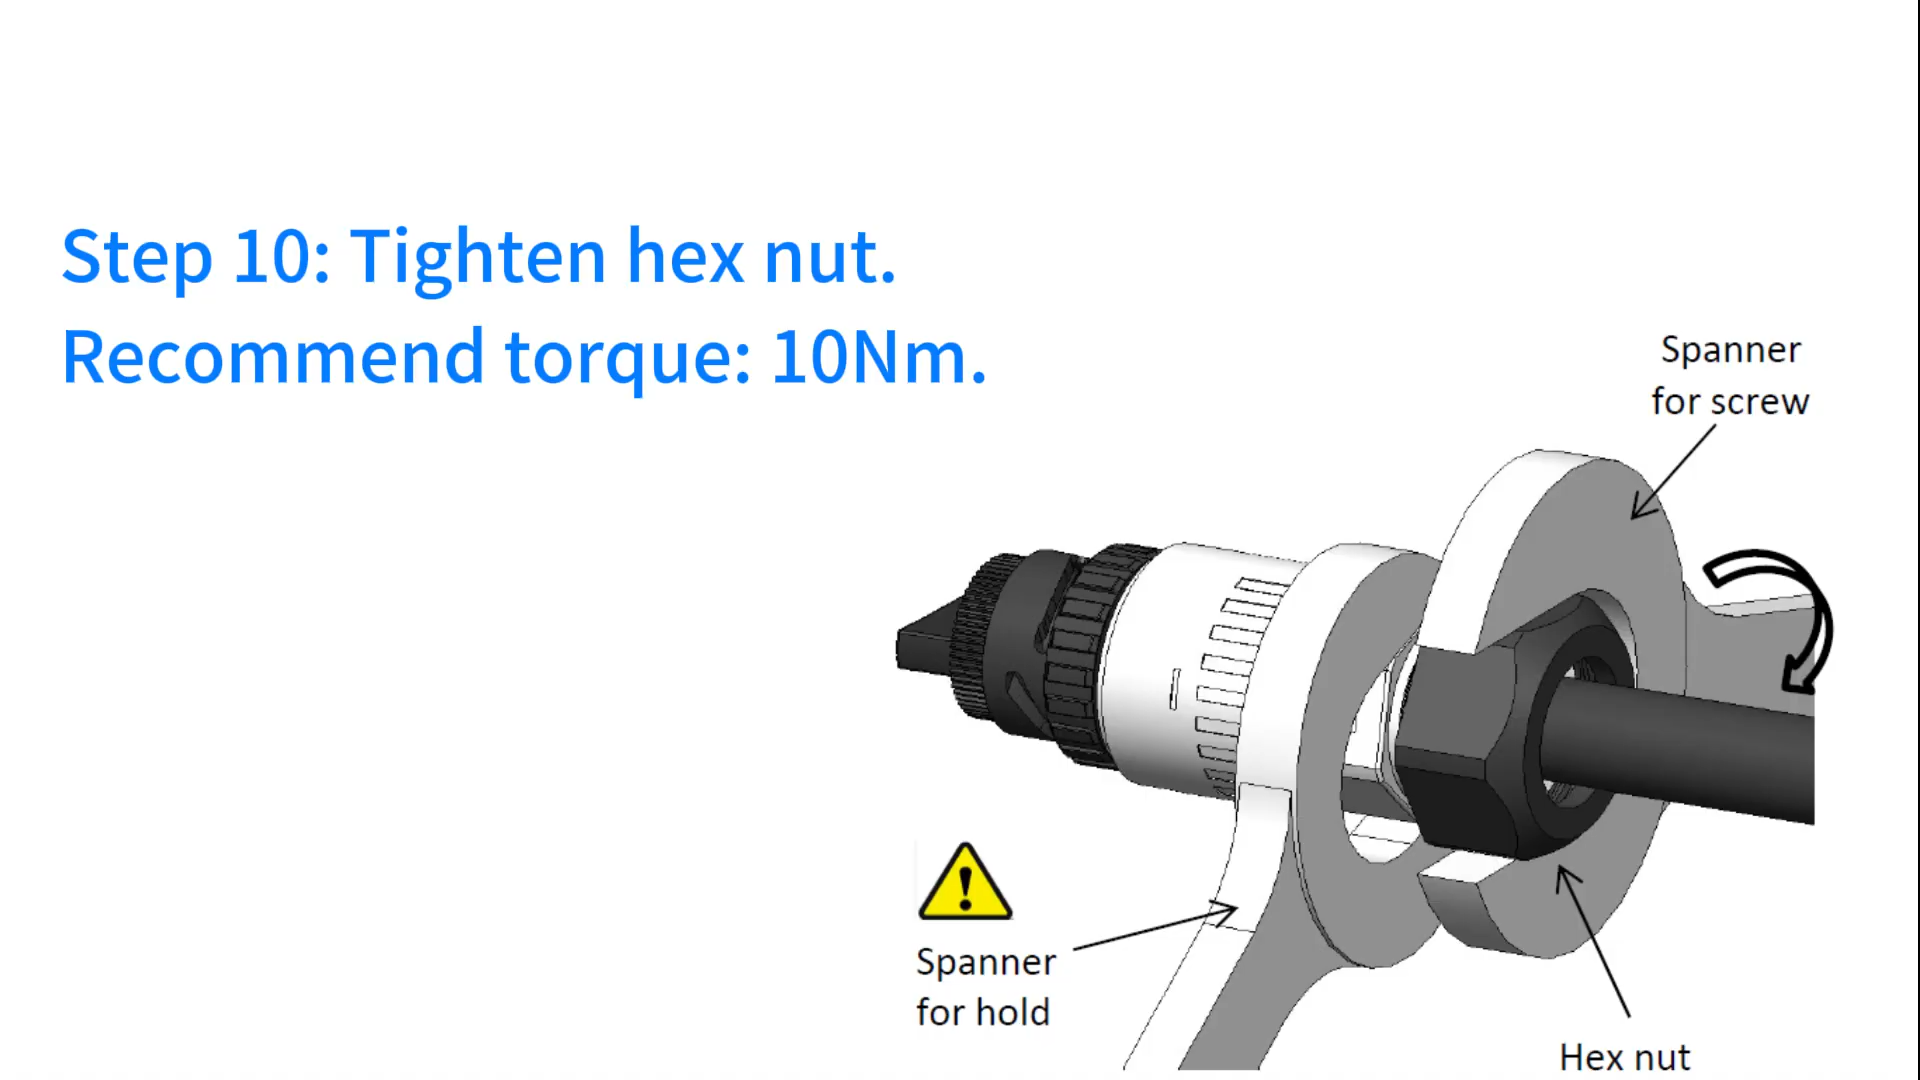 Step 10: Tighten hex nut.
Recommend torque: 10Nm.
Spanner
for screw
Spanner
for hold
Hex nut